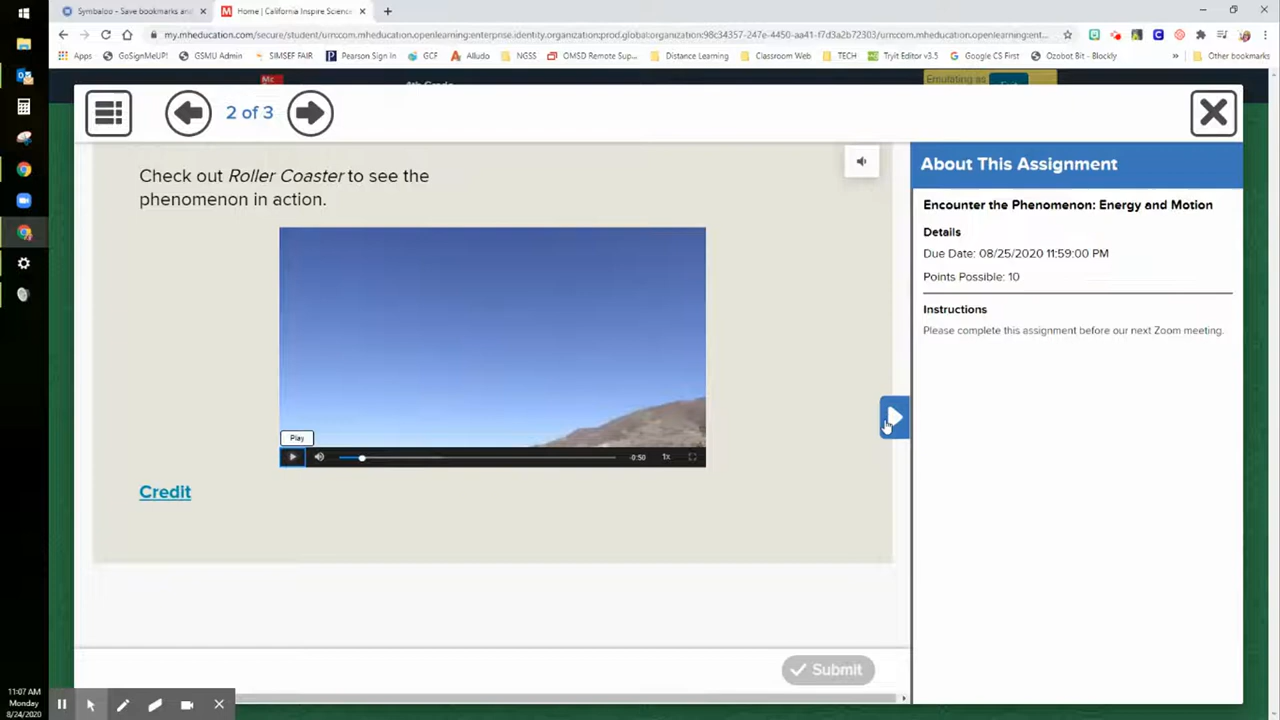 Symbaloo - Save bookmarks and
Home | California Inspire Science
my.mheducation.com/secure/student/urn:com.mheducation.openlearning:enterprise.identity.organization:prod.global:organization:98c34357-247e-4450-aa41-f7d3a2b72303/urn:com.mheducation.openlearning:ent...
Apps
GoSignMeUP!
GSMU Admin
SIMSEF FAIR
Pearson Sign In
GCF
Alludo
NGSS
OMSD Remote Sup...
Distance Learning
Classroom Web
TECH
TryIt Editor v3.5
Google CS First
Ozobot Bit - Blockly
»
Other bookmarks
Mc
4th Grade
Emulating as
Exit
2 of 3
Check out Roller Coaster to see the
phenomenon in action.
Play
-0:50
1x
Credit
Submit
About This Assignment
Encounter the Phenomenon: Energy and Motion
Details
Due Date: 08/25/2020 11:59:00 PM
Points Possible: 10
Instructions
Please complete this assignment before our next Zoom meeting.
11:07 AM
Monday
8/24/2020